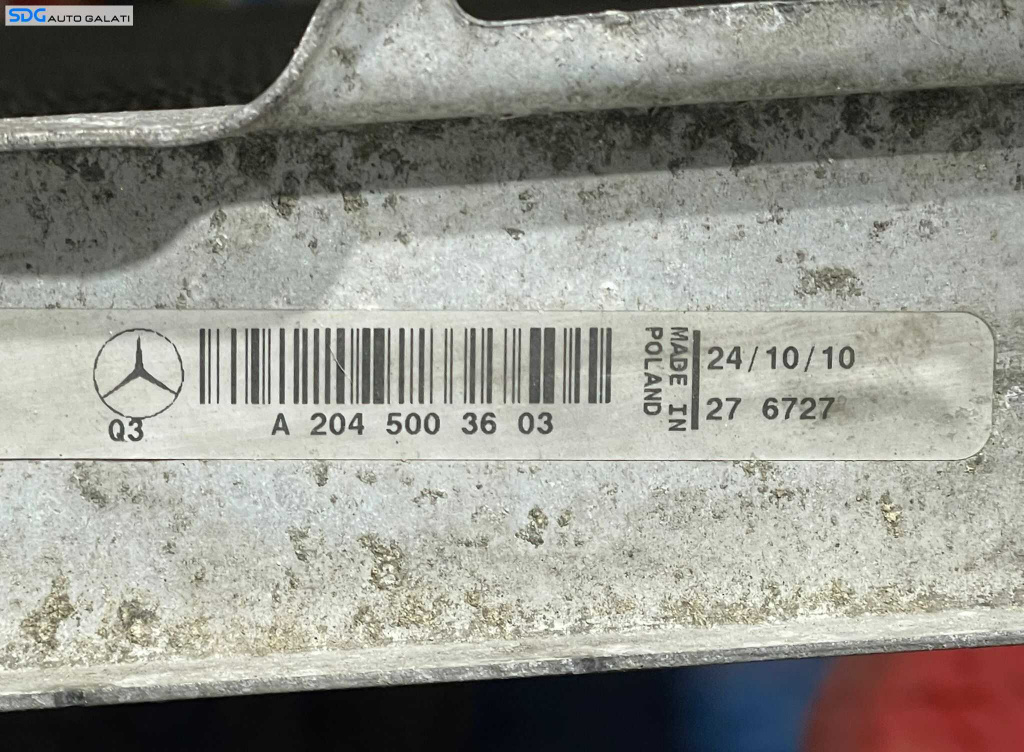 SDG AUTO GALATI
Q3
A 204 500 36 03
MADE IN
POLAND
24/10/10
27 6727